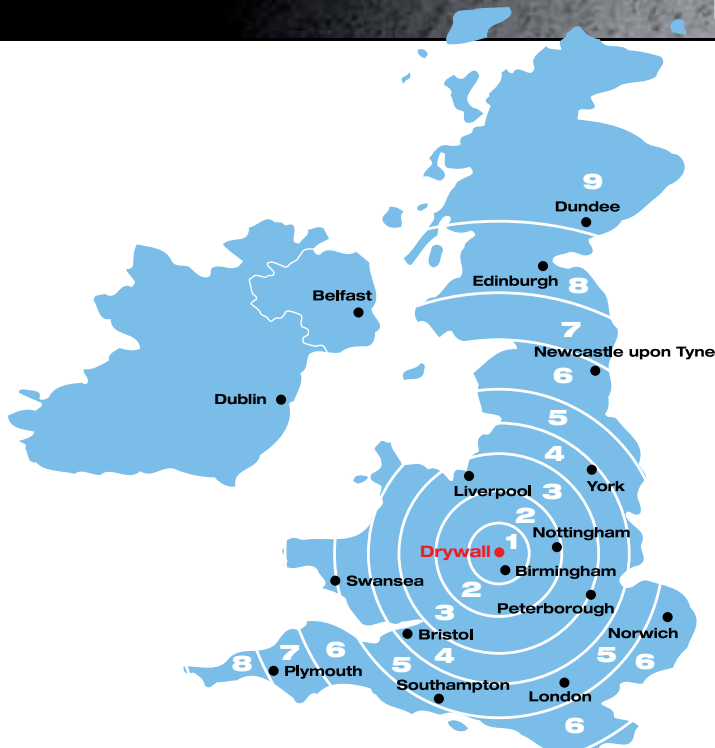 9
Dundee
Edinburgh
8
Belfast
7
Newcastle upon Tyne
6
Dublin
5
4
York
Liverpool
3
2
Nottingham
1
Drywall
Birmingham
Swansea
2
Peterborough
3
Norwich
Bristol
6
4
5
8
7
Plymouth
5
6
Southampton
London
6